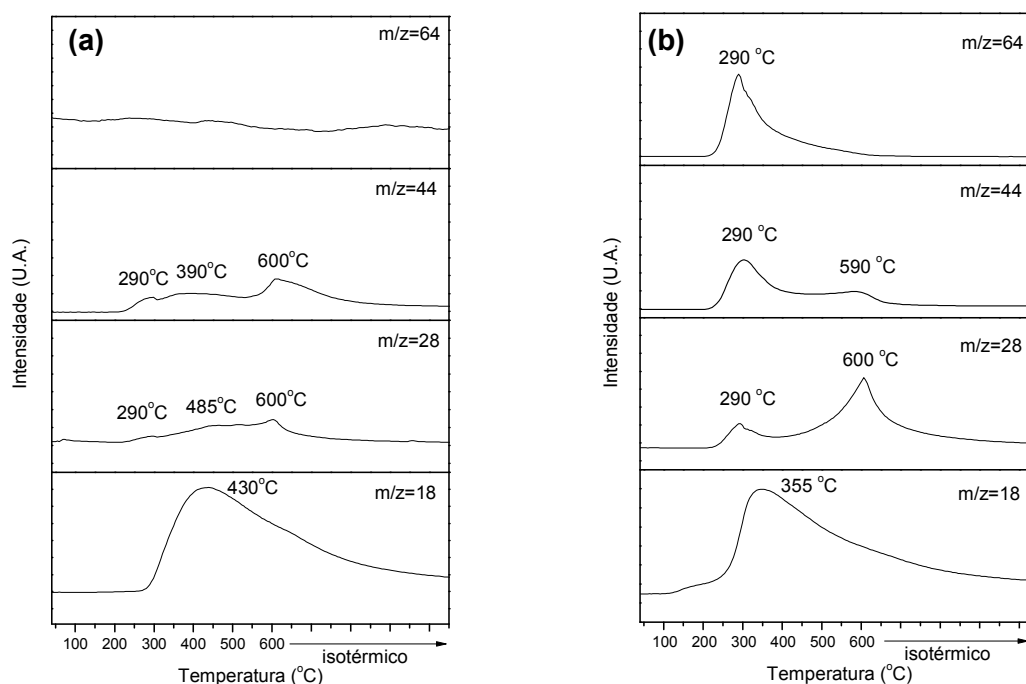 (a)
m/z=64
m/z=44
290°C 390°C 600°C
m/z=28
290°C 485°C 600°C
m/z=18
430°C
Intensidade (U.A.)
100 200 300 400 500 600
isotérmico
Temperatura (°C)
(b)
m/z=64
290 °C
m/z=44
290 °C 590 °C
m/z=28
290 °C 600 °C
m/z=18
355 °C
Intensidade (U.A.)
100 200 300 400 500 600
isotérmico
Temperatura (°C)